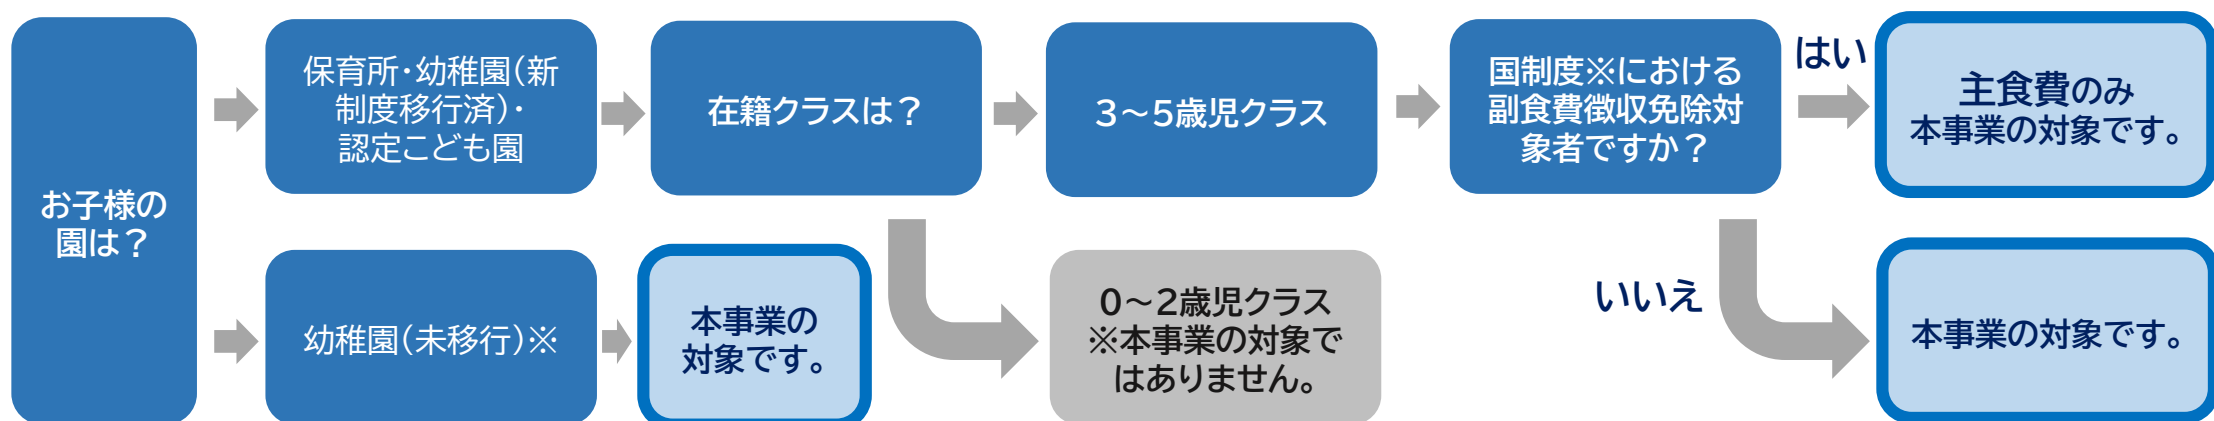 お子様の
園は？
保育所・幼稚園（新
制度移行済）・
認定こども園
在籍クラスは？
３～５歳児クラス
国制度※における
副食費徴収免除対
象者ですか？
はい
主食費のみ
本事業の対象です。
幼稚園（未移行）※
本事業の
対象です。
０～２歳児クラス
※本事業の対象で
はありません。
いいえ
本事業の対象です。